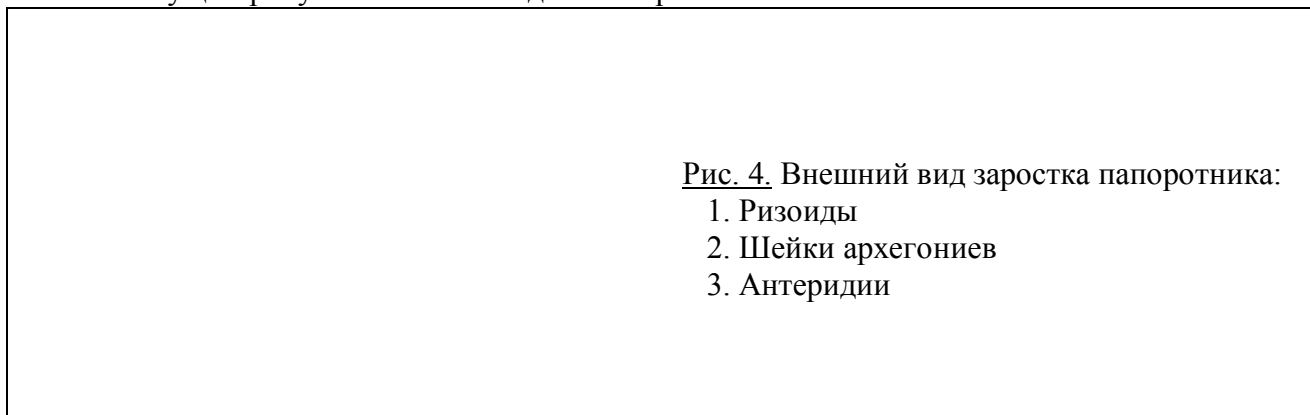 Рис. 4. Внешний вид заростка папоротника:
1. Ризоиды
2. Шейки архегониев
3. Антеридии